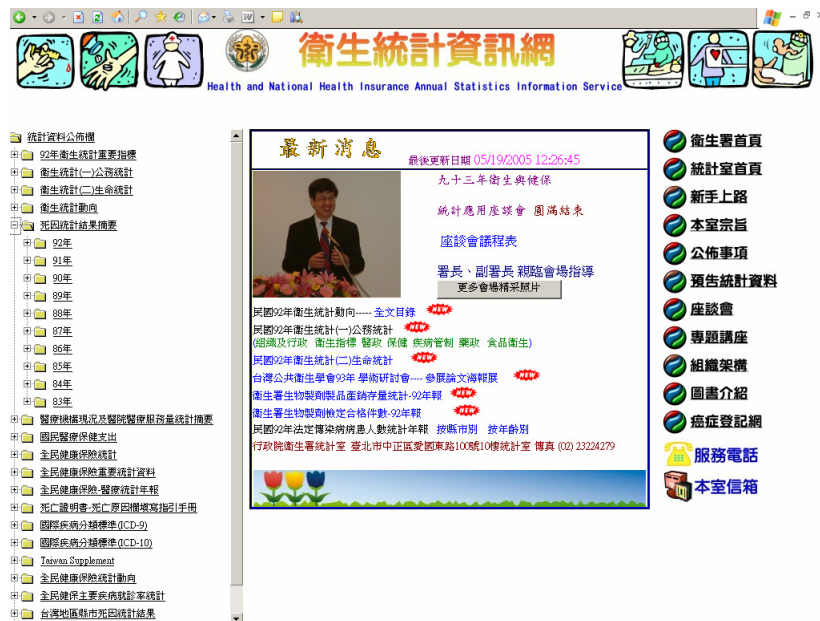 衛生統計資訊網
Health and National Health Insurance Annual Statistics Information Service
統計資料公佈欄
92年衛生統計重要指標
衛生統計(一)公務統計
衛生統計(二)生命統計
衛生統計動向
死因統計結果摘要
92年
91年
90年
89年
88年
87年
86年
85年
84年
83年
醫療機構現況及醫院醫療服務量統計摘要
國民醫療保健支出
全民健康保險統計
全民健康保險重要統計資料
全民健康保險-醫療統計年報
死亡證明書-死亡原因欄填寫指引手冊
國際疾病分類標準(ICD-9)
國際疾病分類標準(ICD-10)
Taiwan Supplement
全民健康保險統計動向
全民健保主要疾病就診率統計
台灣地區縣市死因統計結果
最新消息
最後更新日期 05/19/2005 12:26:45
九十三年衛生與健保
統計應用座談會 圓滿結束
座談會議程表
署長、副署長 親臨會場指導
更多會場精采照片
民國92年衛生統計動向----- 全文目錄 NEW
民國92年衛生統計(一)公務統計 NEW
(組織及行政 衛生指標 醫政 保健 疾病管制 藥政 食品衛生)
民國92年衛生統計(二)生命統計 NEW
台灣公共衛生學會93年 學術研討會---- 參展論文海報展 NEW
衛生署生物製劑製品產銷存量統計-92年報 NEW
衛生署生物製劑檢定合格件數-92年報 NEW
民國92年法定傳染病病患人數統計年報 按縣市別 按年齡別
行政院衛生署統計室 臺北市中正區愛國東路100號10樓統計室 傳真 (02) 23224279
衛生署首頁
統計室首頁
新手上路
本室宗旨
公佈事項
預告統計資料
座談會
專題講座
組織架構
圖書介紹
癌症登記網
服務電話
本室信箱